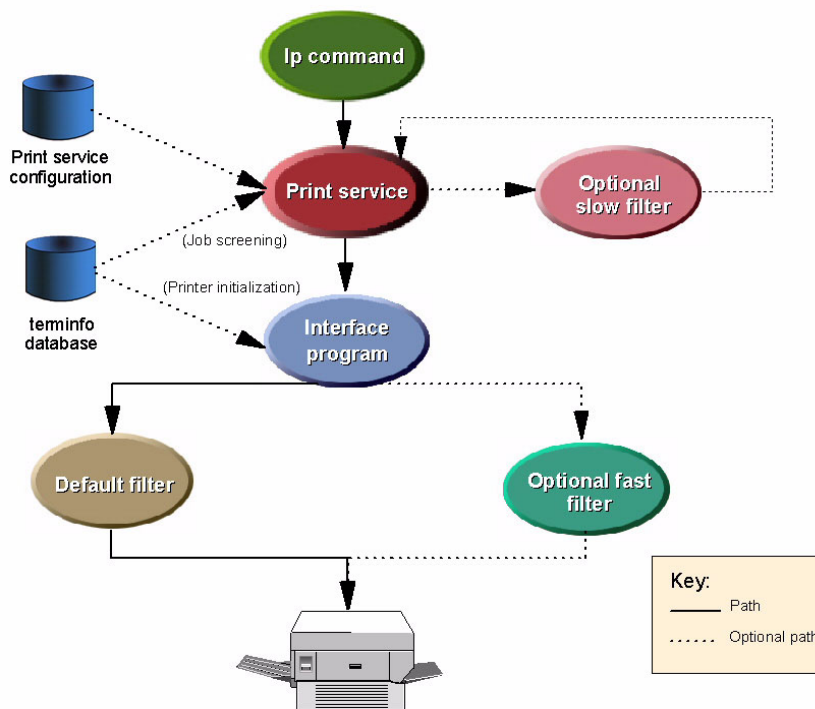 lp command
Print service
configuration
Print service
Optional
slow filter
(Job screening)
(Printer initialization)
terminfo
database
Interface
program
Default filter
Optional fast
filter
Key:
Path
Optional path